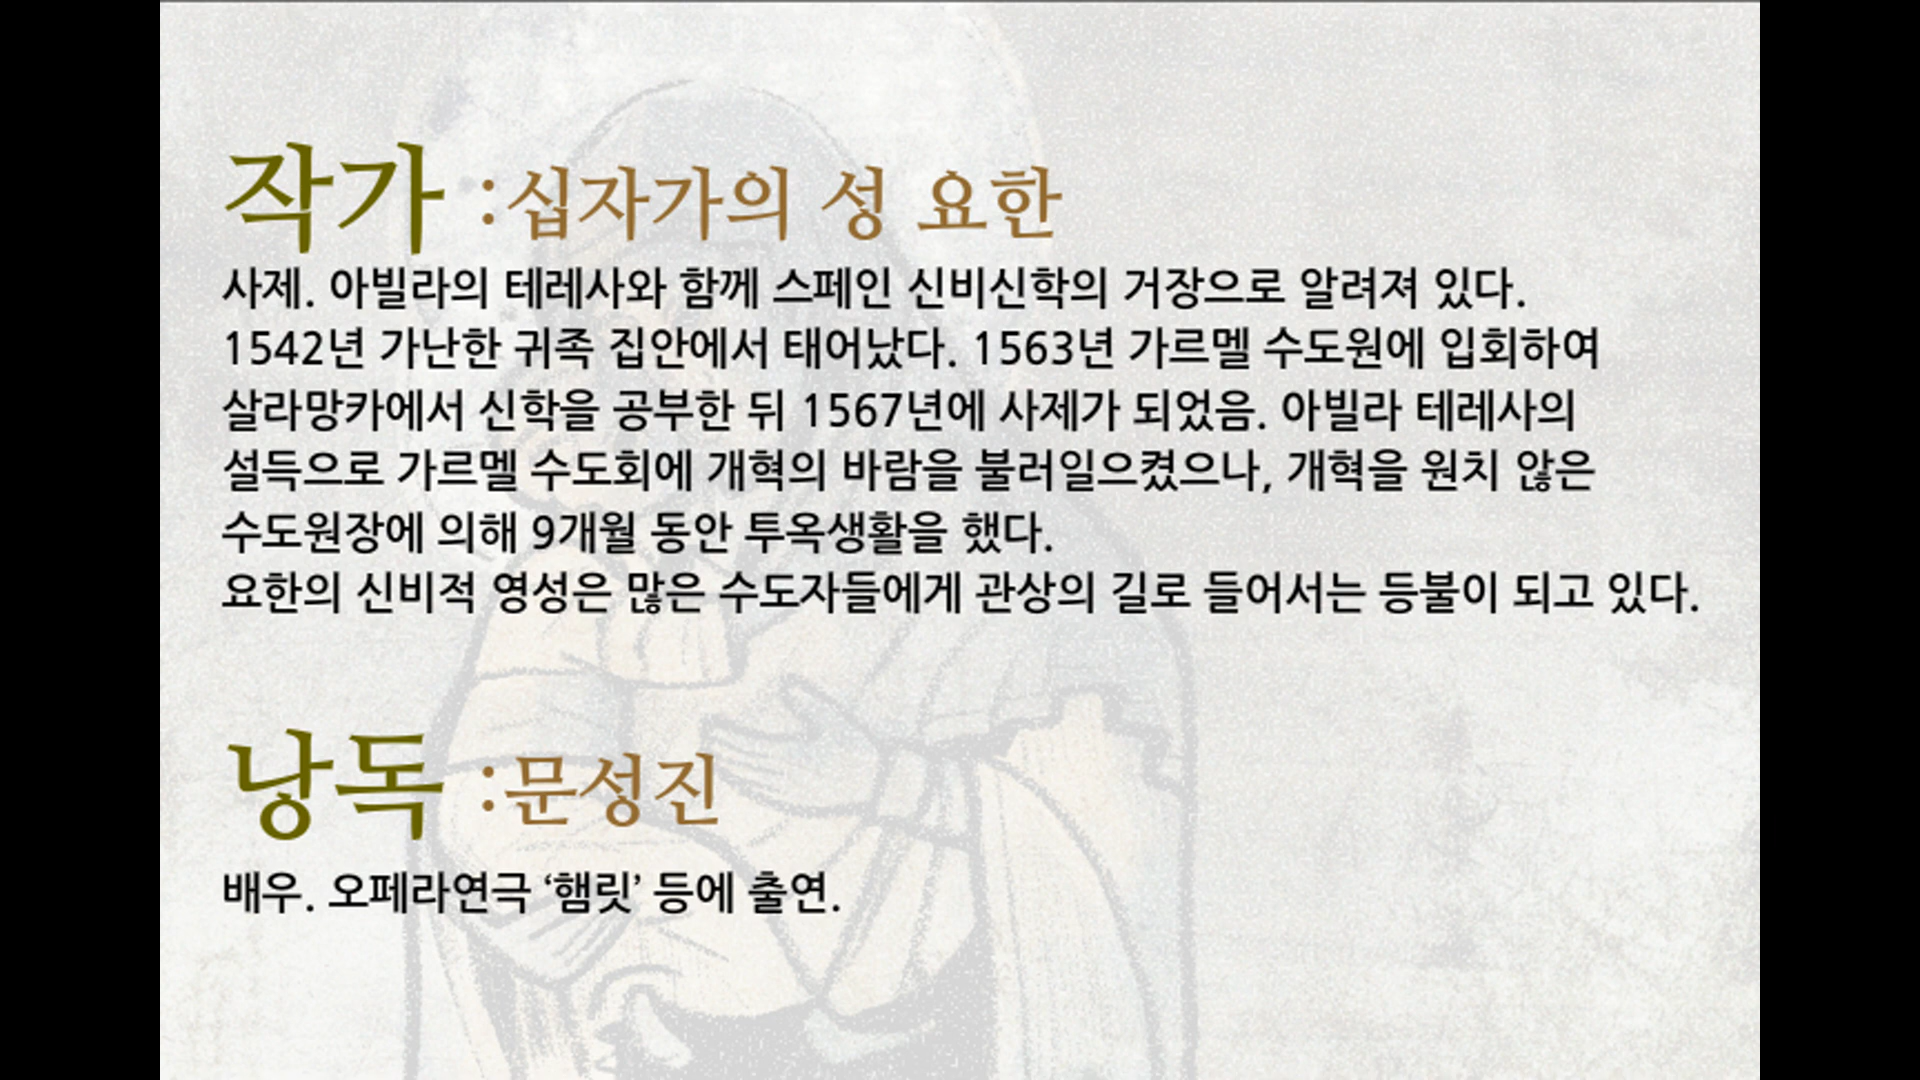 작가 :십자가의 성 요한
사제. 아빌라의 테레사와 함께 스페인 신비신학의 거장으로 알려져 있다.
1542년 가난한 귀족 집안에서 태어났다. 1563년 가르멜 수도원에 입회하여
살라망카에서 신학을 공부한 뒤 1567년에 사제가 되었음. 아빌라 테레사의
설득으로 가르멜 수도회에 개혁의 바람을 불러일으켰으나, 개혁을 원치 않은
수도원장에 의해 9개월 동안 투옥생활을 했다.
요한의 신비적 영성은 많은 수도자들에게 관상의 길로 들어서는 등불이 되고 있다.
낭독 :문성진
배우. 오페라연극 ‘햄릿’ 등에 출연.